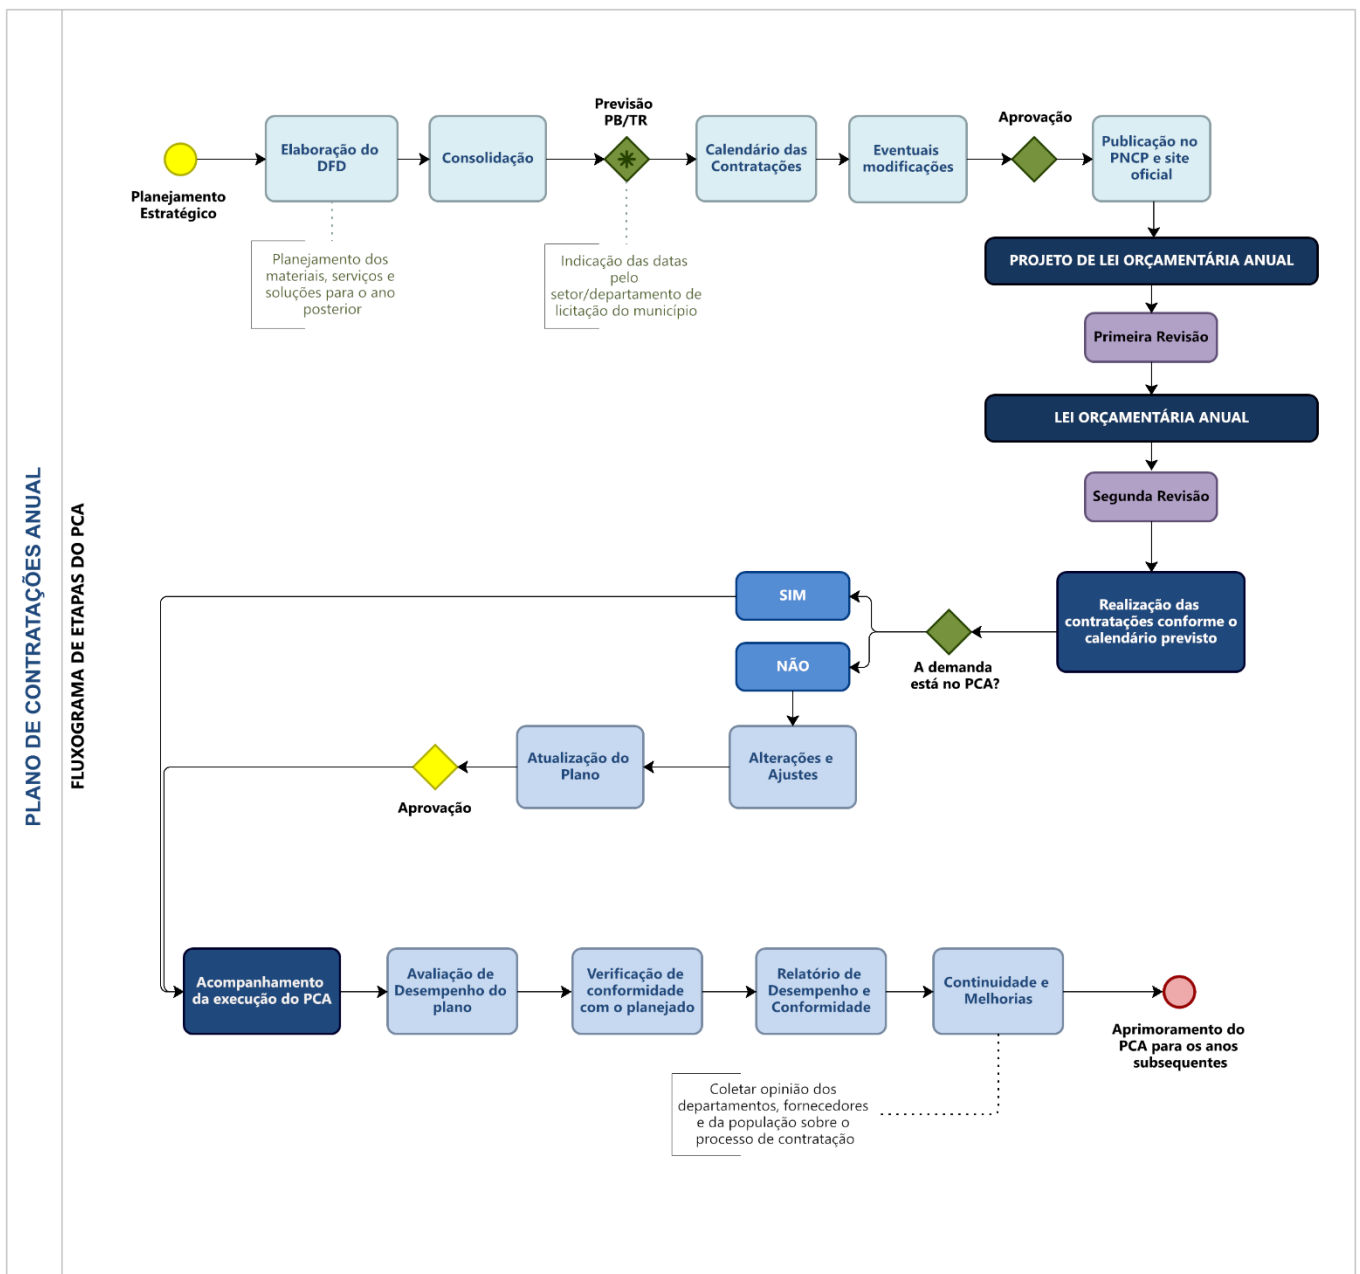 PLANO DE CONTRATAÇÕES ANUAL
FLUXOGRAMA DE ETAPAS DO PCA
Planejamento
Estratégico
Elaboração do
DFD
Planejamento dos
materiais, serviços e
soluções para o ano
posterior
Consolidação
Previsão
PB/TR
Indicação das datas
pelo
setor/departamento de
licitação do município
Calendário das
Contratações
Eventuais
modificações
Aprovação
Publicação no
PNCP e site
oficial
PROJETO DE LEI ORÇAMENTÁRIA ANUAL
Primeira Revisão
LEI ORÇAMENTÁRIA ANUAL
Segunda Revisão
Realização das
contratações conforme o
calendário previsto
A demanda
está no PCA?
SIM
NÃO
Alterações e
Ajustes
Atualização do
Plano
Aprovação
Acompanhamento
da execução do PCA
Avaliação de
Desempenho do
plano
Verificação de
conformidade
com o planejado
Relatório de
Desempenho e
Conformidade
Continuidade e
Melhorias
Coletar opinião dos
departamentos, fornecedores
e da população sobre o
processo de contratação
Aprimoramento do
PCA para os anos
subsequentes